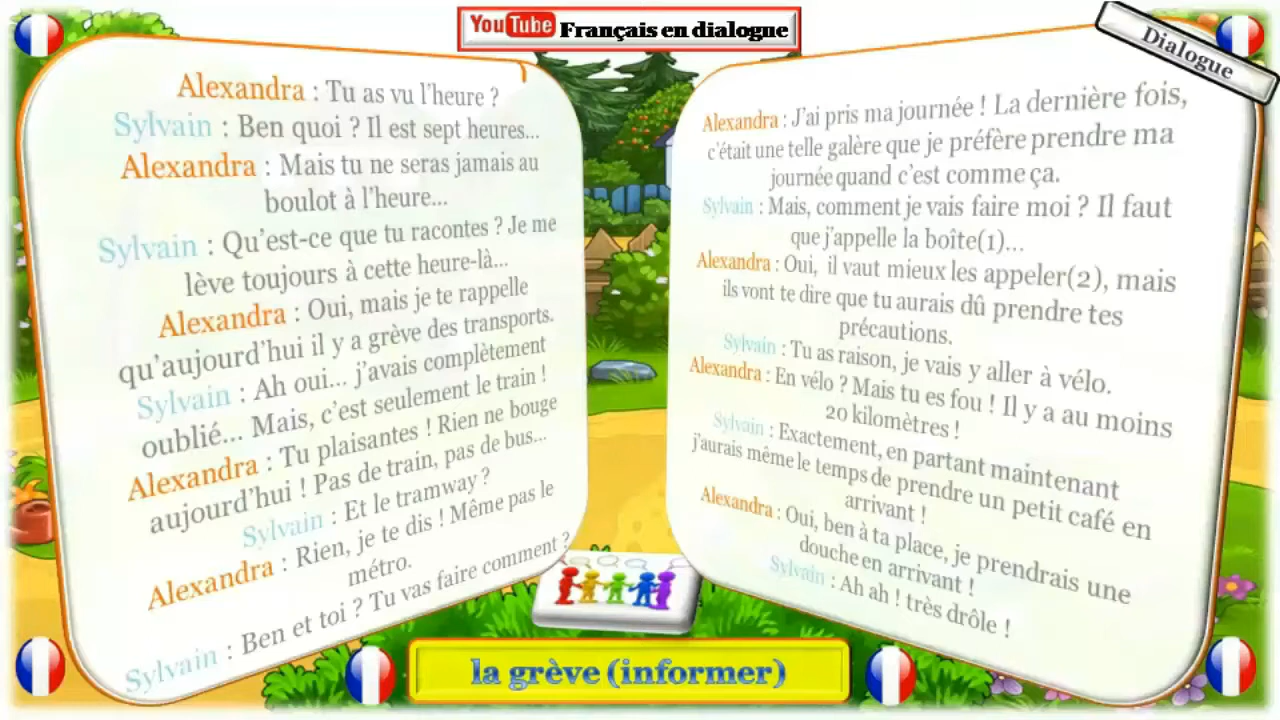 YouTube Français en dialogue
Dialogue
Alexandra : Tu as vu l'heure ?
Sylvain : Ben quoi ? Il est sept heures...
Alexandra : Mais tu ne seras jamais au
boulot à l'heure...
Sylvain : Qu'est-ce que tu racontes ? Je me
lève toujours à cette heure-là...
Alexandra : Oui, mais je te rappelle
qu'aujourd'hui il y a grève des transports.
Sylvain : Ah oui... j'avais complètement
oublié... Mais, c'est seulement le train !
Alexandra : Tu plaisantes ! Rien ne bouge
aujourd'hui ! Pas de train, pas de bus...
Sylvain : Et le tramway ?
Alexandra : Rien, je te dis ! Même pas le
métro.
Sylvain : Ben et toi ? Tu vas faire comment ?
Alexandra : J'ai pris ma journée ! La dernière fois,
c'était une telle galère que je préfère prendre ma
journée quand c'est comme ça.
Sylvain : Mais, comment je vais faire moi ? Il faut
que j'appelle la boîte(1)...
Alexandra : Oui, il vaut mieux les appeler(2), mais
ils vont te dire que tu aurais dû prendre tes
précautions.
Sylvain : Tu as raison, je vais y aller à vélo.
Alexandra : En vélo ? Mais tu es fou ! Il y a au moins
20 kilomètres !
Sylvain : Exactement, en partant maintenant
j'aurais même le temps de prendre un petit café en
arrivant !
Alexandra : Oui, ben à ta place, je prendrais une
douche en arrivant !
Sylvain : Ah ah ! très drôle !
la grève (informer)